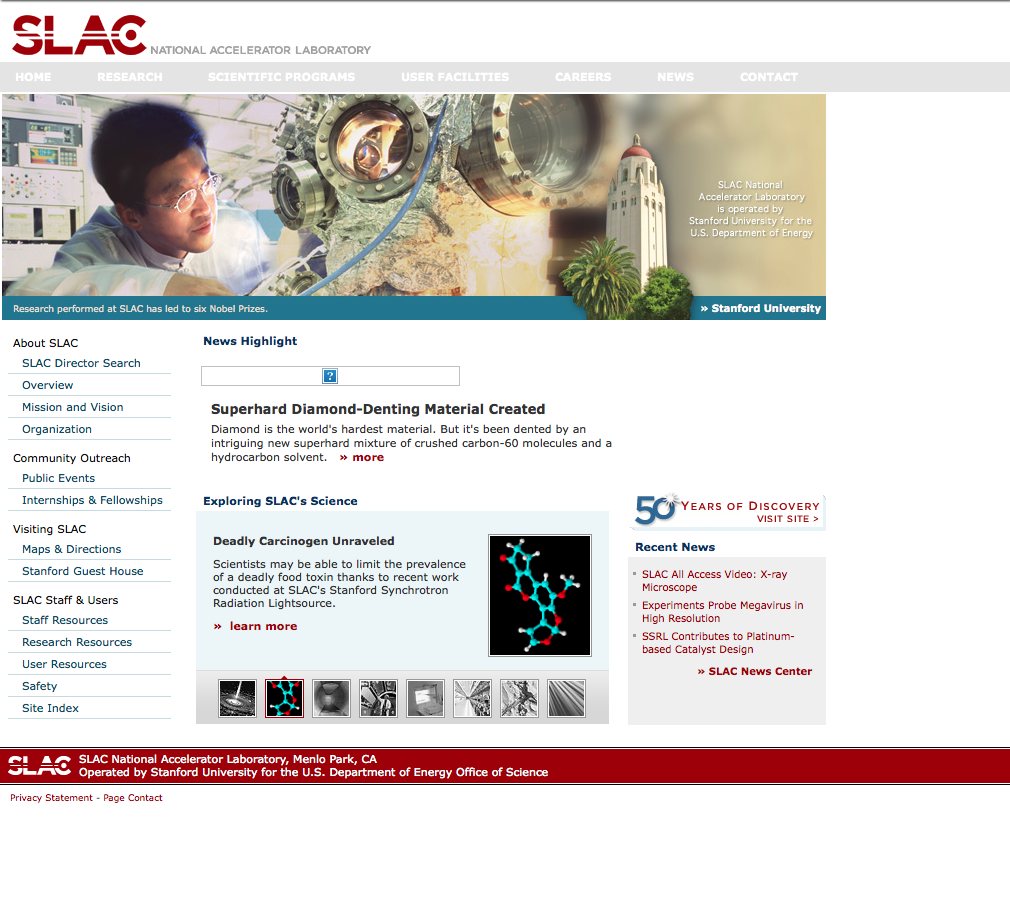 SLAC NATIONAL ACCELERATOR LABORATORY
HOME RESEARCH SCIENTIFIC PROGRAMS USER FACILITIES CAREERS NEWS CONTACT
SLAC National
Accelerator Laboratory
is operated by
Stanford University for the
U.S. Department of Energy
Research performed at SLAC has led to six Nobel Prizes.
» Stanford University
About SLAC
SLAC Director Search
Overview
Mission and Vision
Organization
Community Outreach
Public Events
Internships & Fellowships
Visiting SLAC
Maps & Directions
Stanford Guest House
SLAC Staff & Users
Staff Resources
Research Resources
User Resources
Safety
Site Index
News Highlight
?
Superhard Diamond-Denting Material Created
Diamond is the world's hardest material. But it's been dented by an
intriguing new superhard mixture of crushed carbon-60 molecules and a
hydrocarbon solvent. » more
Exploring SLAC's Science
Deadly Carcinogen Unraveled
Scientists may be able to limit the prevalence
of a deadly food toxin thanks to recent work
conducted at SLAC's Stanford Synchrotron
Radiation Lightsource.
» learn more
50 YEARS OF DISCOVERY
VISIT SITE >
Recent News
SLAC All Access Video: X-ray
Microscope
Experiments Probe Megavirus in
High Resolution
SSRL Contributes to Platinum-
based Catalyst Design
» SLAC News Center
SLAC
SLAC National Accelerator Laboratory, Menlo Park, CA
Operated by Stanford University for the U.S. Department of Energy Office of Science
Privacy Statement - Page Contact